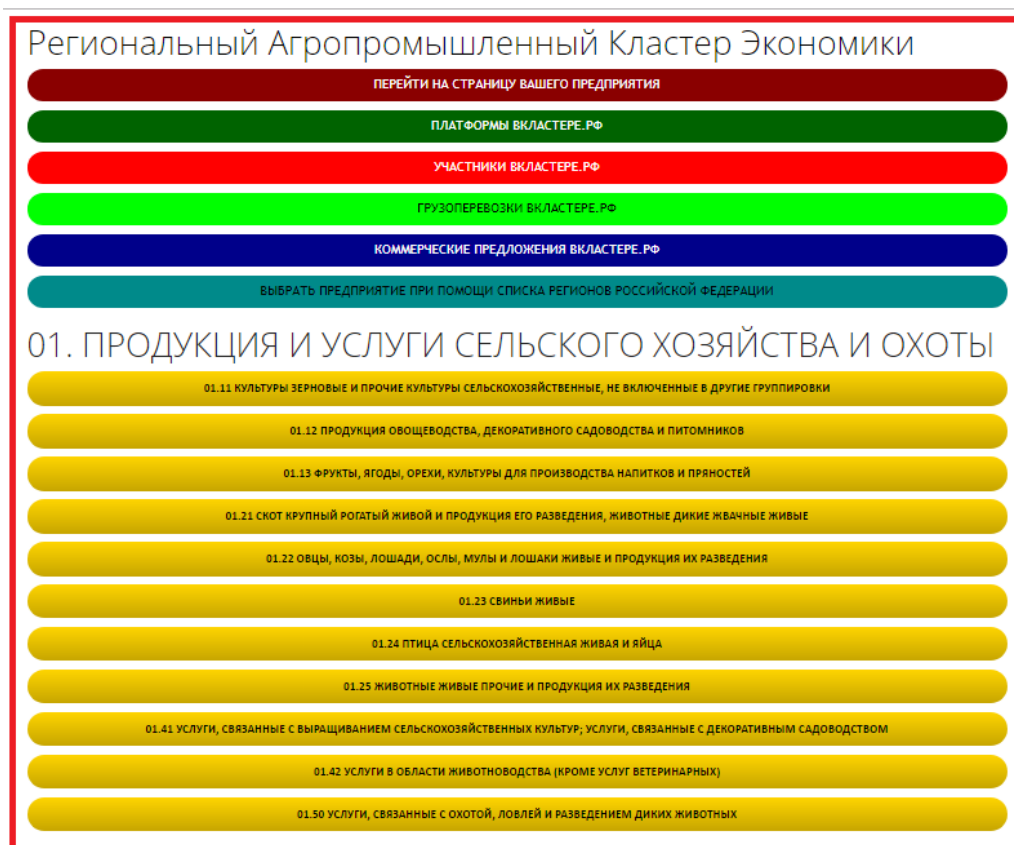 Региональный Агропромышленный Кластер Экономики
ПЕРЕЙТИ НА СТРАНИЦУ ВАШЕГО ПРЕДПРИЯТИЯ
ПЛАТФОРМЫ ВКЛАСТЕРЕ.РФ
УЧАСТНИКИ ВКЛАСТЕРЕ.РФ
ГРУЗОПЕРЕВОЗКИ ВКЛАСТЕРЕ.РФ
КОММЕРЧЕСКИЕ ПРЕДЛОЖЕНИЯ ВКЛАСТЕРЕ.РФ
ВЫБРАТЬ ПРЕДПРИЯТИЕ ПРИ ПОМОЩИ СПИСКА РЕГИОНОВ РОССИЙСКОЙ ФЕДЕРАЦИИ
01. ПРОДУКЦИЯ И УСЛУГИ СЕЛЬСКОГО ХОЗЯЙСТВА И ОХОТЫ
01.11 КУЛЬТУРЫ ЗЕРНОВЫЕ И ПРОЧИЕ КУЛЬТУРЫ СЕЛЬСКОХОЗЯЙСТВЕННЫЕ, НЕ ВКЛЮЧЕННЫЕ В ДРУГИЕ ГРУППИРОВКИ
01.12 ПРОДУКЦИЯ ОВОЩЕВОДСТВА, ДЕКОРАТИВНОГО САДОВОДСТВА И ПИТОМНИКОВ
01.13 ФРУКТЫ, ЯГОДЫ, ОРЕХИ, КУЛЬТУРЫ ДЛЯ ПРОИЗВОДСТВА НАПИТКОВ И ПРЯНОСТЕЙ
01.21 СКОТ КРУПНЫЙ РОГАТЫЙ ЖИВОЙ И ПРОДУКЦИЯ ЕГО РАЗВЕДЕНИЯ, ЖИВОТНЫЕ ДИКИЕ ЖВАЧНЫЕ ЖИВЫЕ
01.22 ОВЦЫ, КОЗЫ, ЛОШАДИ, ОСЛЫ, МУЛЫ И ЛОШАКИ ЖИВЫЕ И ПРОДУКЦИЯ ИХ РАЗВЕДЕНИЯ
01.23 СВИНЬИ ЖИВЫЕ
01.24 ПТИЦА СЕЛЬСКОХОЗЯЙСТВЕННАЯ ЖИВАЯ И ЯЙЦА
01.25 ЖИВОТНЫЕ ЖИВЫЕ ПРОЧИЕ И ПРОДУКЦИЯ ИХ РАЗВЕДЕНИЯ
01.41 УСЛУГИ, СВЯЗАННЫЕ С ВЫРАЩИВАНИЕМ СЕЛЬСКОХОЗЯЙСТВЕННЫХ КУЛЬТУР; УСЛУГИ, СВЯЗАННЫЕ С ДЕКОРАТИВНЫМ САДОВОДСТВОМ
01.42 УСЛУГИ В ОБЛАСТИ ЖИВОТНОВОДСТВА (КРОМЕ УСЛУГ ВЕТЕРИНАРНЫХ)
01.50 УСЛУГИ, СВЯЗАННЫЕ С ОХОТОЙ, ЛОВЛЕЙ И РАЗВЕДЕНИЕМ ДИКИХ ЖИВОТНЫХ